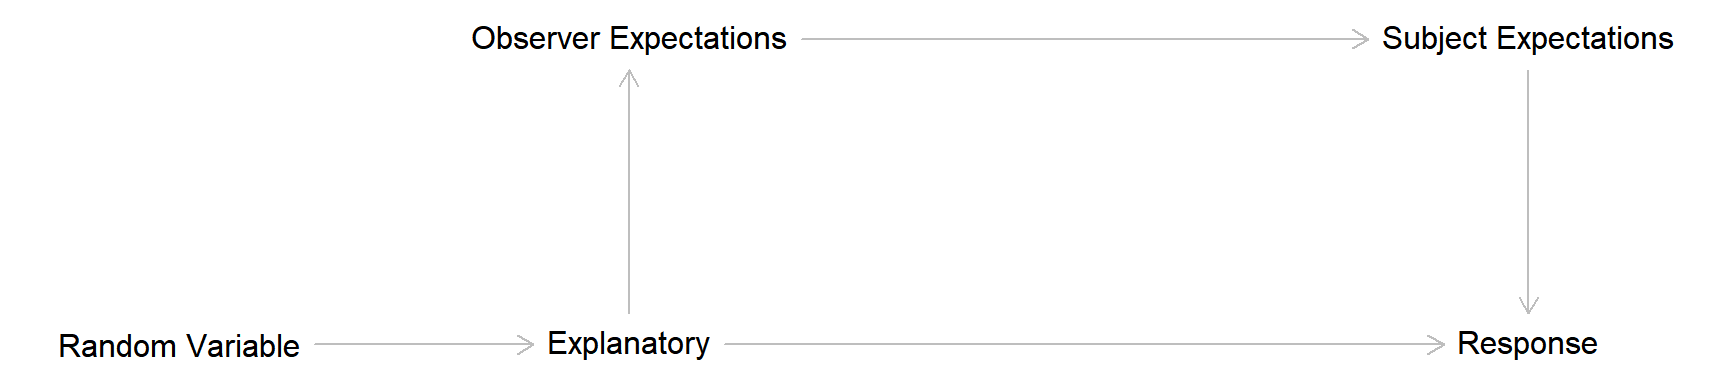 Observer Expectations
Subject Expectations
Random Variable
Explanatory
Response